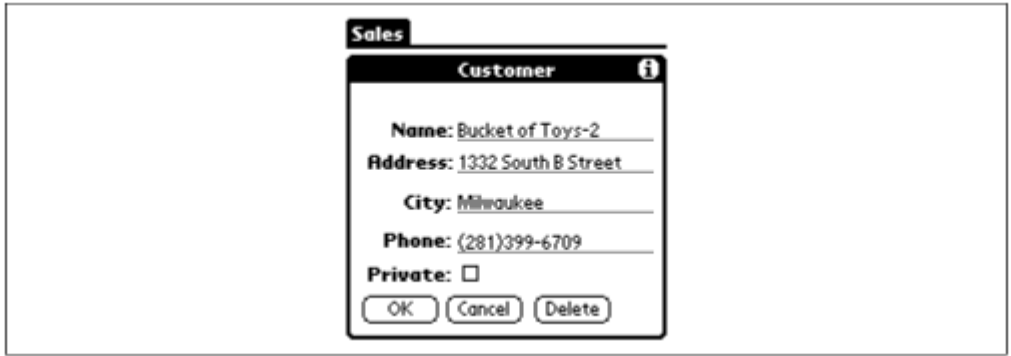 Sales
Customer
Name: Bucket of Toys-2
Address: 1332 South B Street
City: Milwaukee
Phone: (281)399-6709
Private:
OK Cancel Delete